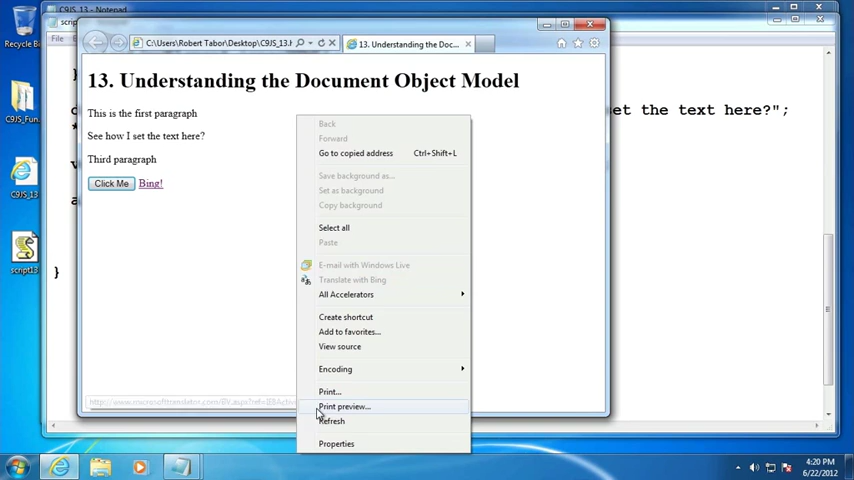 C9JS_13 - Notepad
Recycle Bin
File
C:\Users\Robert Tabor\Desktop\C9JS_13.h
13. Understanding the Doc...
13. Understanding the Document Object Model
This is the first paragraph
See how I set the text here?
Third paragraph
Click Me Bing!
et the text here?";
C9JS_Fun
C9JS_13
script13
}
}
Back
Forward
Go to copied address Ctrl+Shift+L
Save background as...
Set as background
Copy background
Select all
Paste
E-mail with Windows Live
Translate with Bing
All Accelerators
Create shortcut
Add to favorites...
View source
Encoding
Print...
Print preview...
Refresh
Properties
4:20 PM
6/22/2012